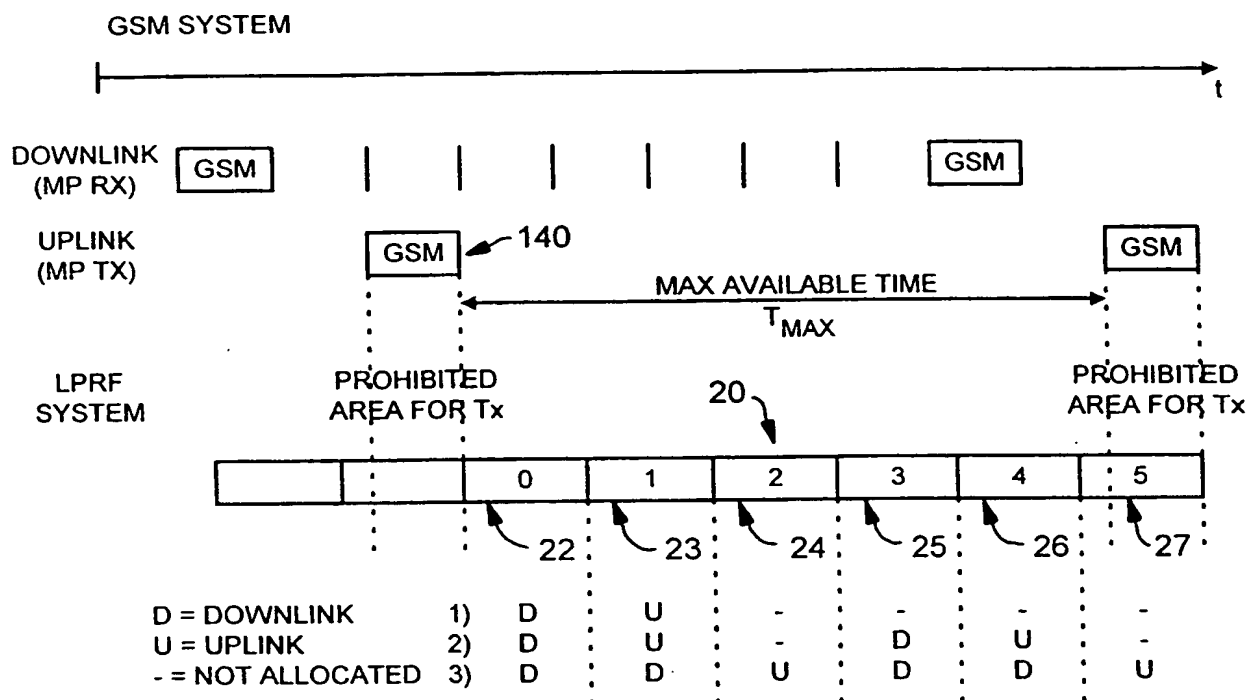 GSM SYSTEM
t
DOWNLINK
(MP RX)
GSM
GSM
UPLINK
(MP TX)
GSM
140
GSM
MAX AVAILABLE TIME
TMAX
LPRF
SYSTEM
PROHIBITED
AREA FOR Tx
20
PROHIBITED
AREA FOR Tx
0 1 2 3 4 5
22 23 24 25 26 27
D = DOWNLINK 1) D U - - - -
U = UPLINK 2) D U - D U -
- = NOT ALLOCATED 3) D D U D D U